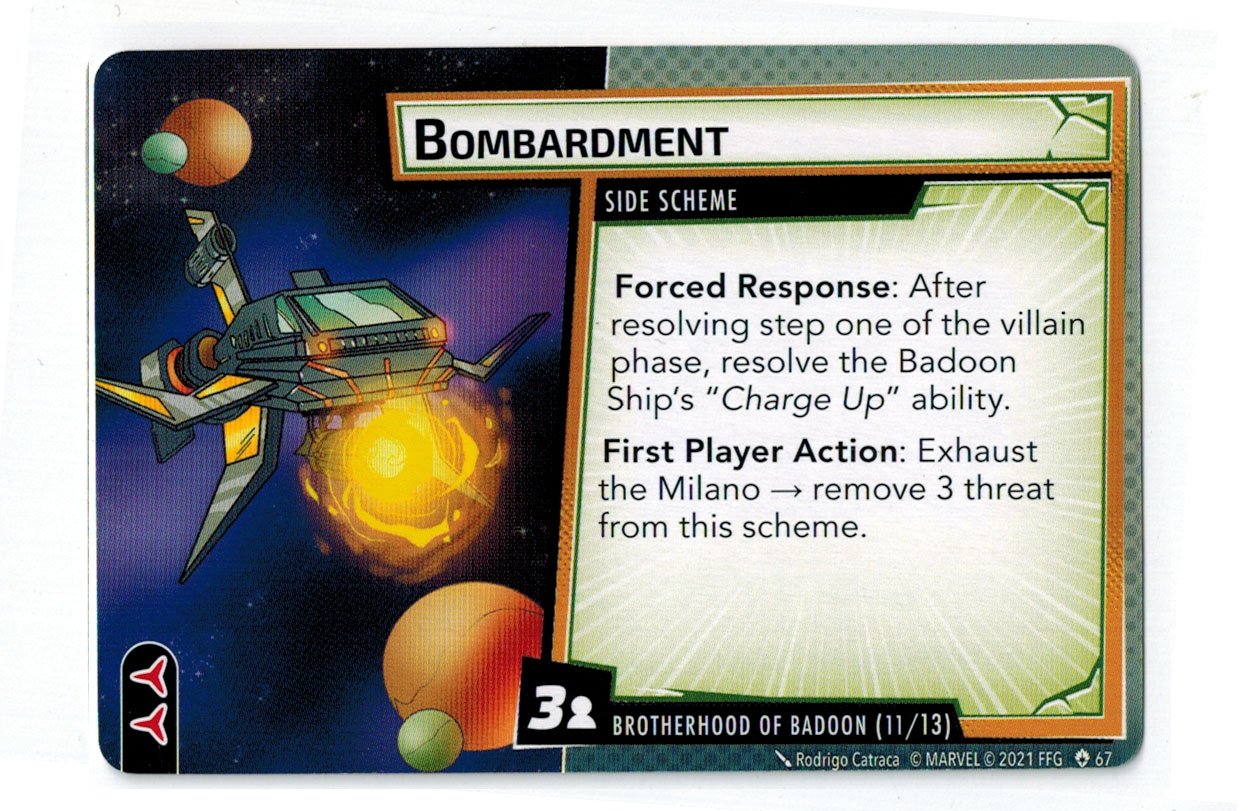 BOMBARDMENT
SIDE SCHEME
Forced Response: After
resolving step one of the villain
phase, resolve the Badoon
Ship's "Charge Up" ability.
First Player Action: Exhaust
the Milano → remove 3 threat
from this scheme.
3
BROTHERHOOD OF BADOON (11/13)
Rodrigo Catraca © MARVEL © 2021 FFG 67